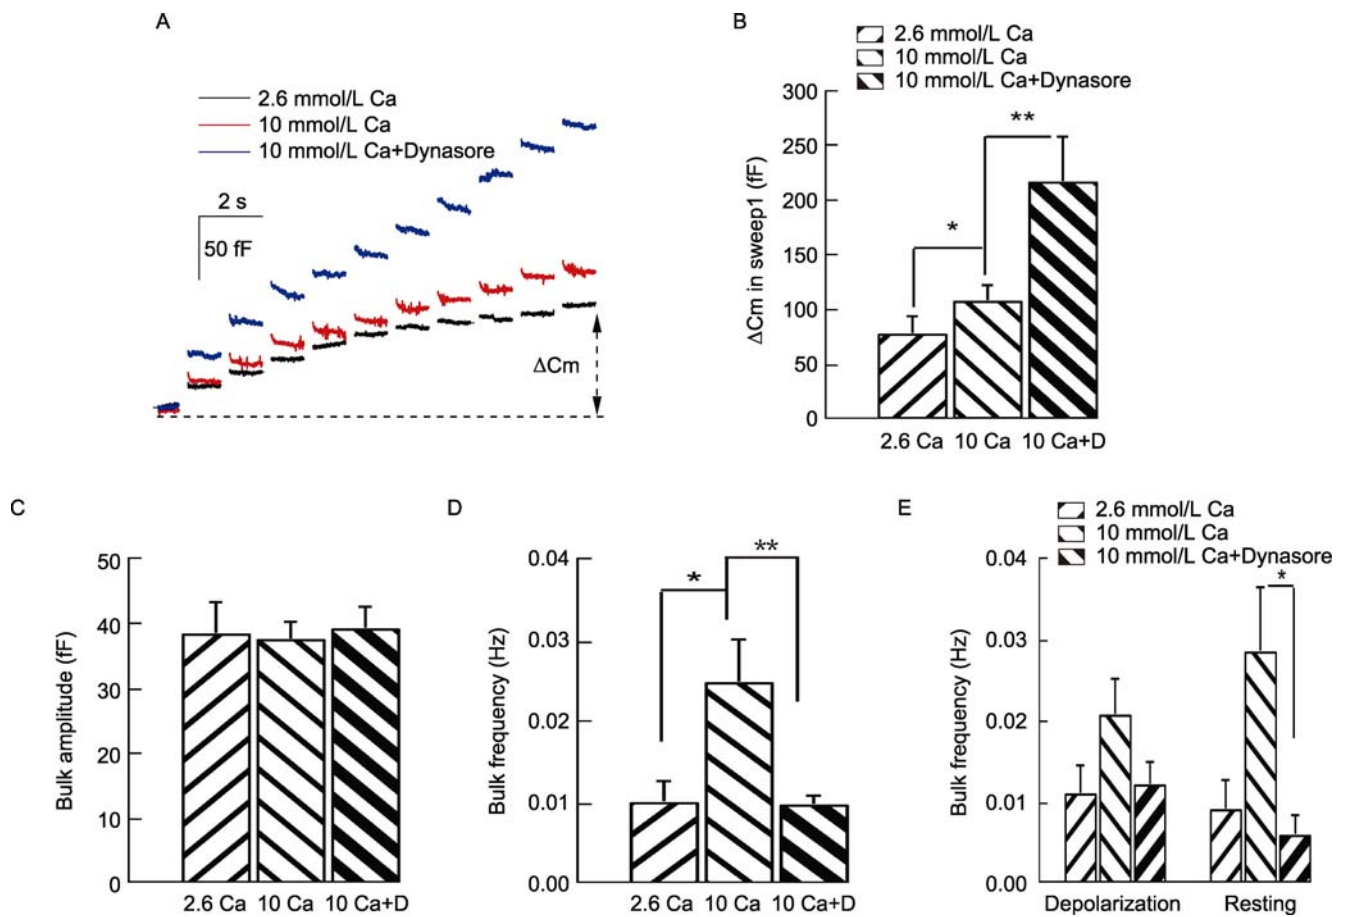 A
2.6 mmol/L Ca
10 mmol/L Ca
10 mmol/L Ca+Dynasore
2 s
50 fF
ΔCm
B
2.6 mmol/L Ca
10 mmol/L Ca
10 mmol/L Ca+Dynasore
ΔCm in sweep1 (fF)
300
250
200
150
100
50
0
*
**
2.6 Ca 10 Ca 10 Ca+D
C
Bulk amplitude (fF)
50
40
30
20
10
0
2.6 Ca 10 Ca 10 Ca+D
D
Bulk frequency (Hz)
0.04
0.03
0.02
0.01
0.00
*
**
2.6 Ca 10 Ca 10 Ca+D
E
2.6 mmol/L Ca
10 mmol/L Ca
10 mmol/L Ca+Dynasore
Bulk frequency (Hz)
0.04
0.03
0.02
0.01
0.00
*
Depolarization Resting